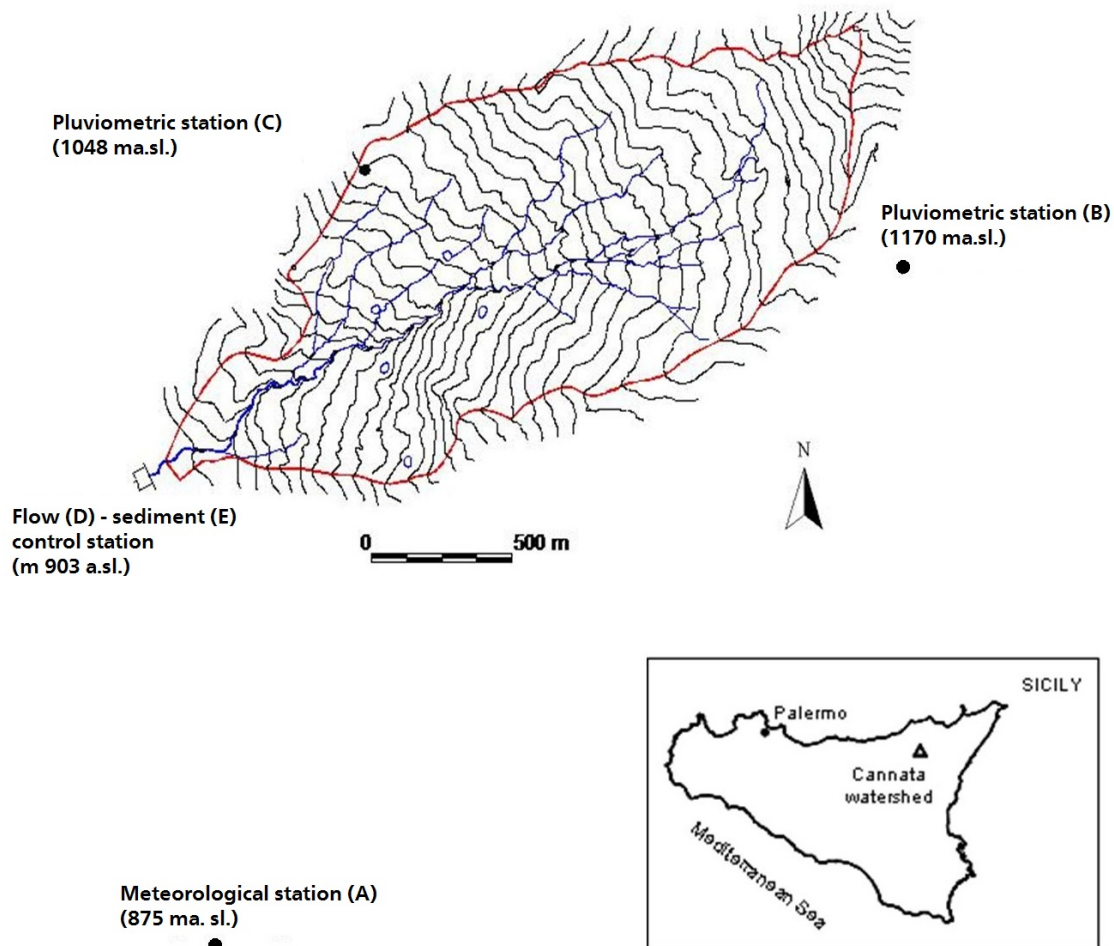 Pluviometric station (C)
(1048 ma.sl.)
Pluviometric station (B)
(1170 ma.sl.)
N
Flow (D) - sediment (E)
control station
(m 903 a.sl.)
0 500 m
SICILY
Palermo
Cannata
watershed
Mediterranean Sea
Meteorological station (A)
(875 ma. sl.)